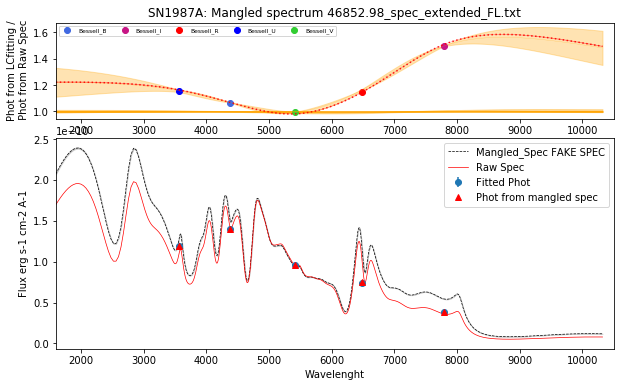 SN1987A: Mangled spectrum 46852.98_spec_extended_FL.txt
Phot from LCfitting /
Phot from Raw Spec
1.6
1.4
1.2
1.0
Bessell_B
Bessell_I
Bessell_R
Bessell_U
Bessell_V
2000 3000 4000 5000 6000 7000 8000 9000 10000
1e−10
Flux erg s-1 cm-2 A-1
2.5
2.0
1.5
1.0
0.5
0.0
Mangled_Spec FAKE SPEC
Raw Spec
Fitted Phot
Phot from mangled spec
2000 3000 4000 5000 6000 7000 8000 9000 10000
Wavelenght